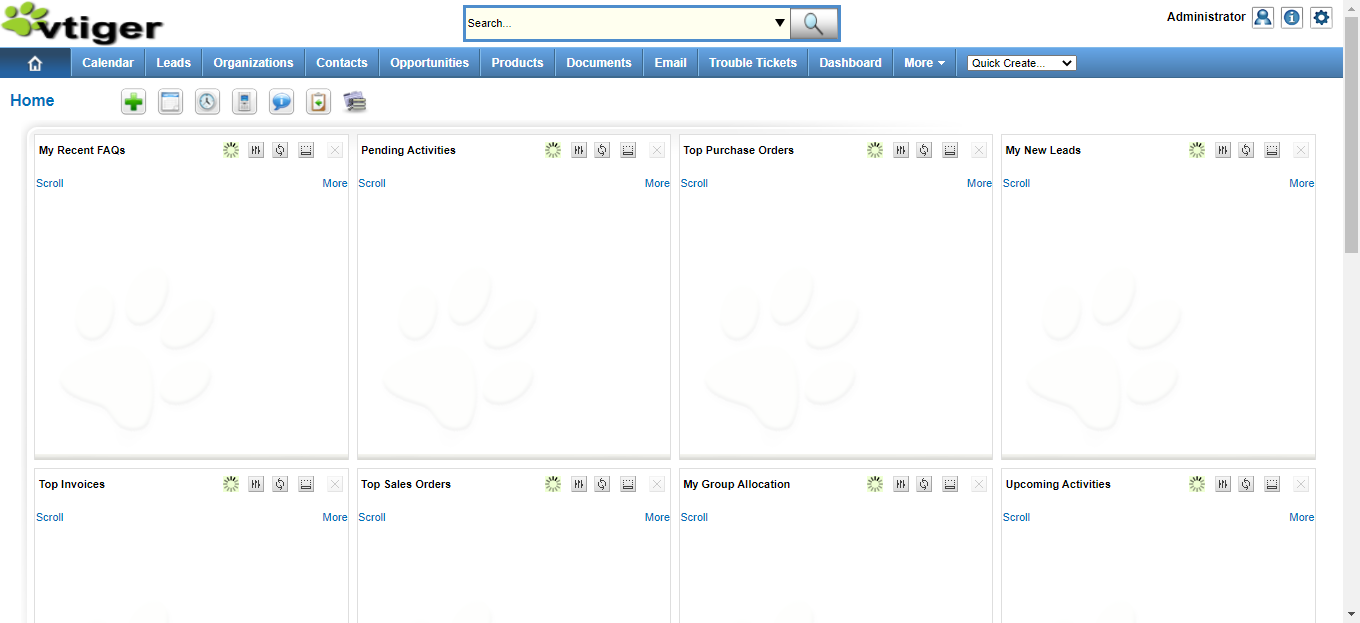 vtiger
Search...
Administrator
Calendar Leads Organizations Contacts Opportunities Products Documents Email Trouble Tickets Dashboard More Quick Create...
Home
My Recent FAQs Pending Activities Top Purchase Orders My New Leads
Scroll More Scroll More Scroll More Scroll More
Top Invoices Top Sales Orders My Group Allocation Upcoming Activities
Scroll More Scroll More Scroll Scroll More